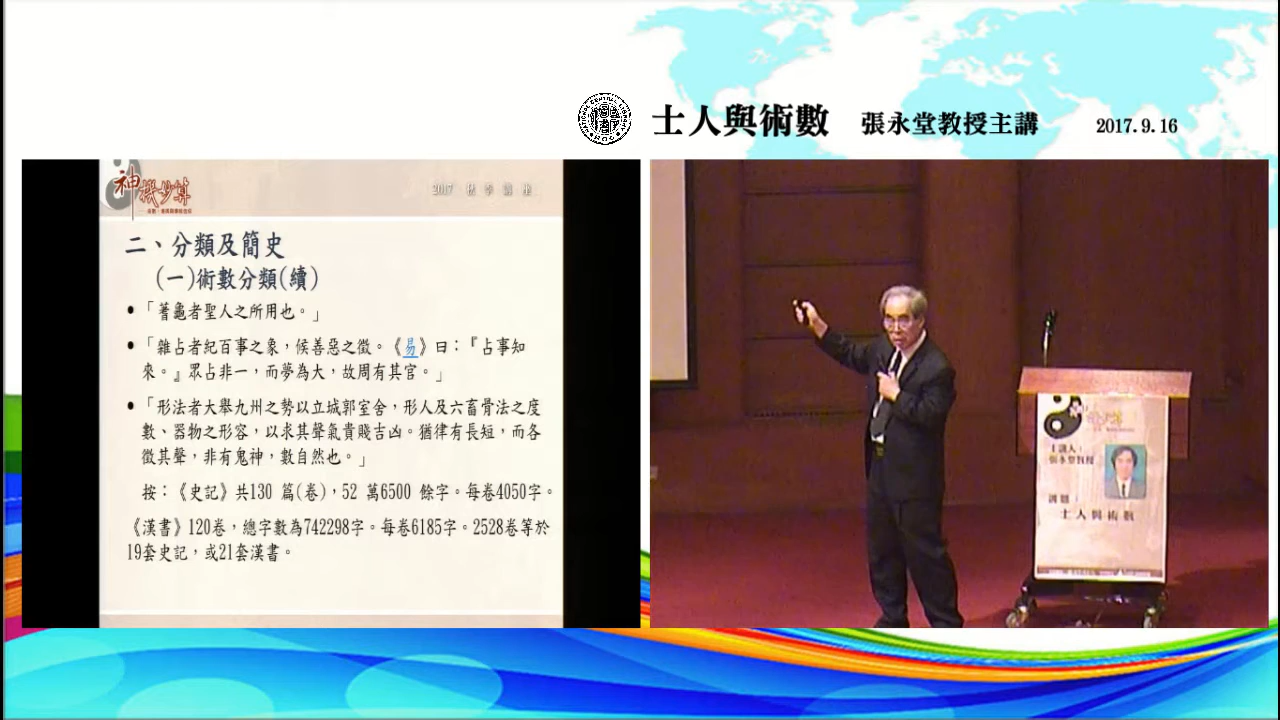 士人與術數 張永堂教授主講 2017.9.16
神機妙算
2017 秋季講座
二、分類及簡史
(一)術數分類(續)
• 「蓍龜者聖人之所用也。」
• 「雜占者紀百事之象，候善惡之徵。《易》曰：『占事知
來。』眾占非一，而夢為大，故周有其官。」
• 「形法者大舉九州之勢以立城郭室舍，形人及六畜骨法之度
數、器物之形容，以求其聲氣貴賤吉凶。猶律有長短，而各
徵其聲，非有鬼神，數自然也。」
按：《史記》共130 篇(卷)，52 萬6500 餘字。每卷4050字。
《漢書》120卷，總字數為742298字。每卷6185字。2528卷等於
19套史記，或21套漢書。
主講人：
張永堂教授
講題：
士人與術數